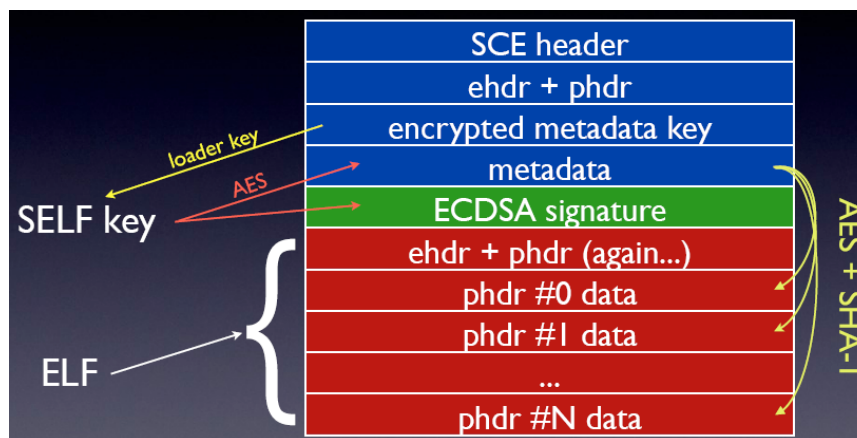 SCE header
ehdr + phdr
encrypted metadata key
loader key
metadata
AES
SELF key
ECDSA signature
ehdr + phdr (again...)
phdr #0 data
phdr #1 data
ELF
...
phdr #N data
AES + SHA-1